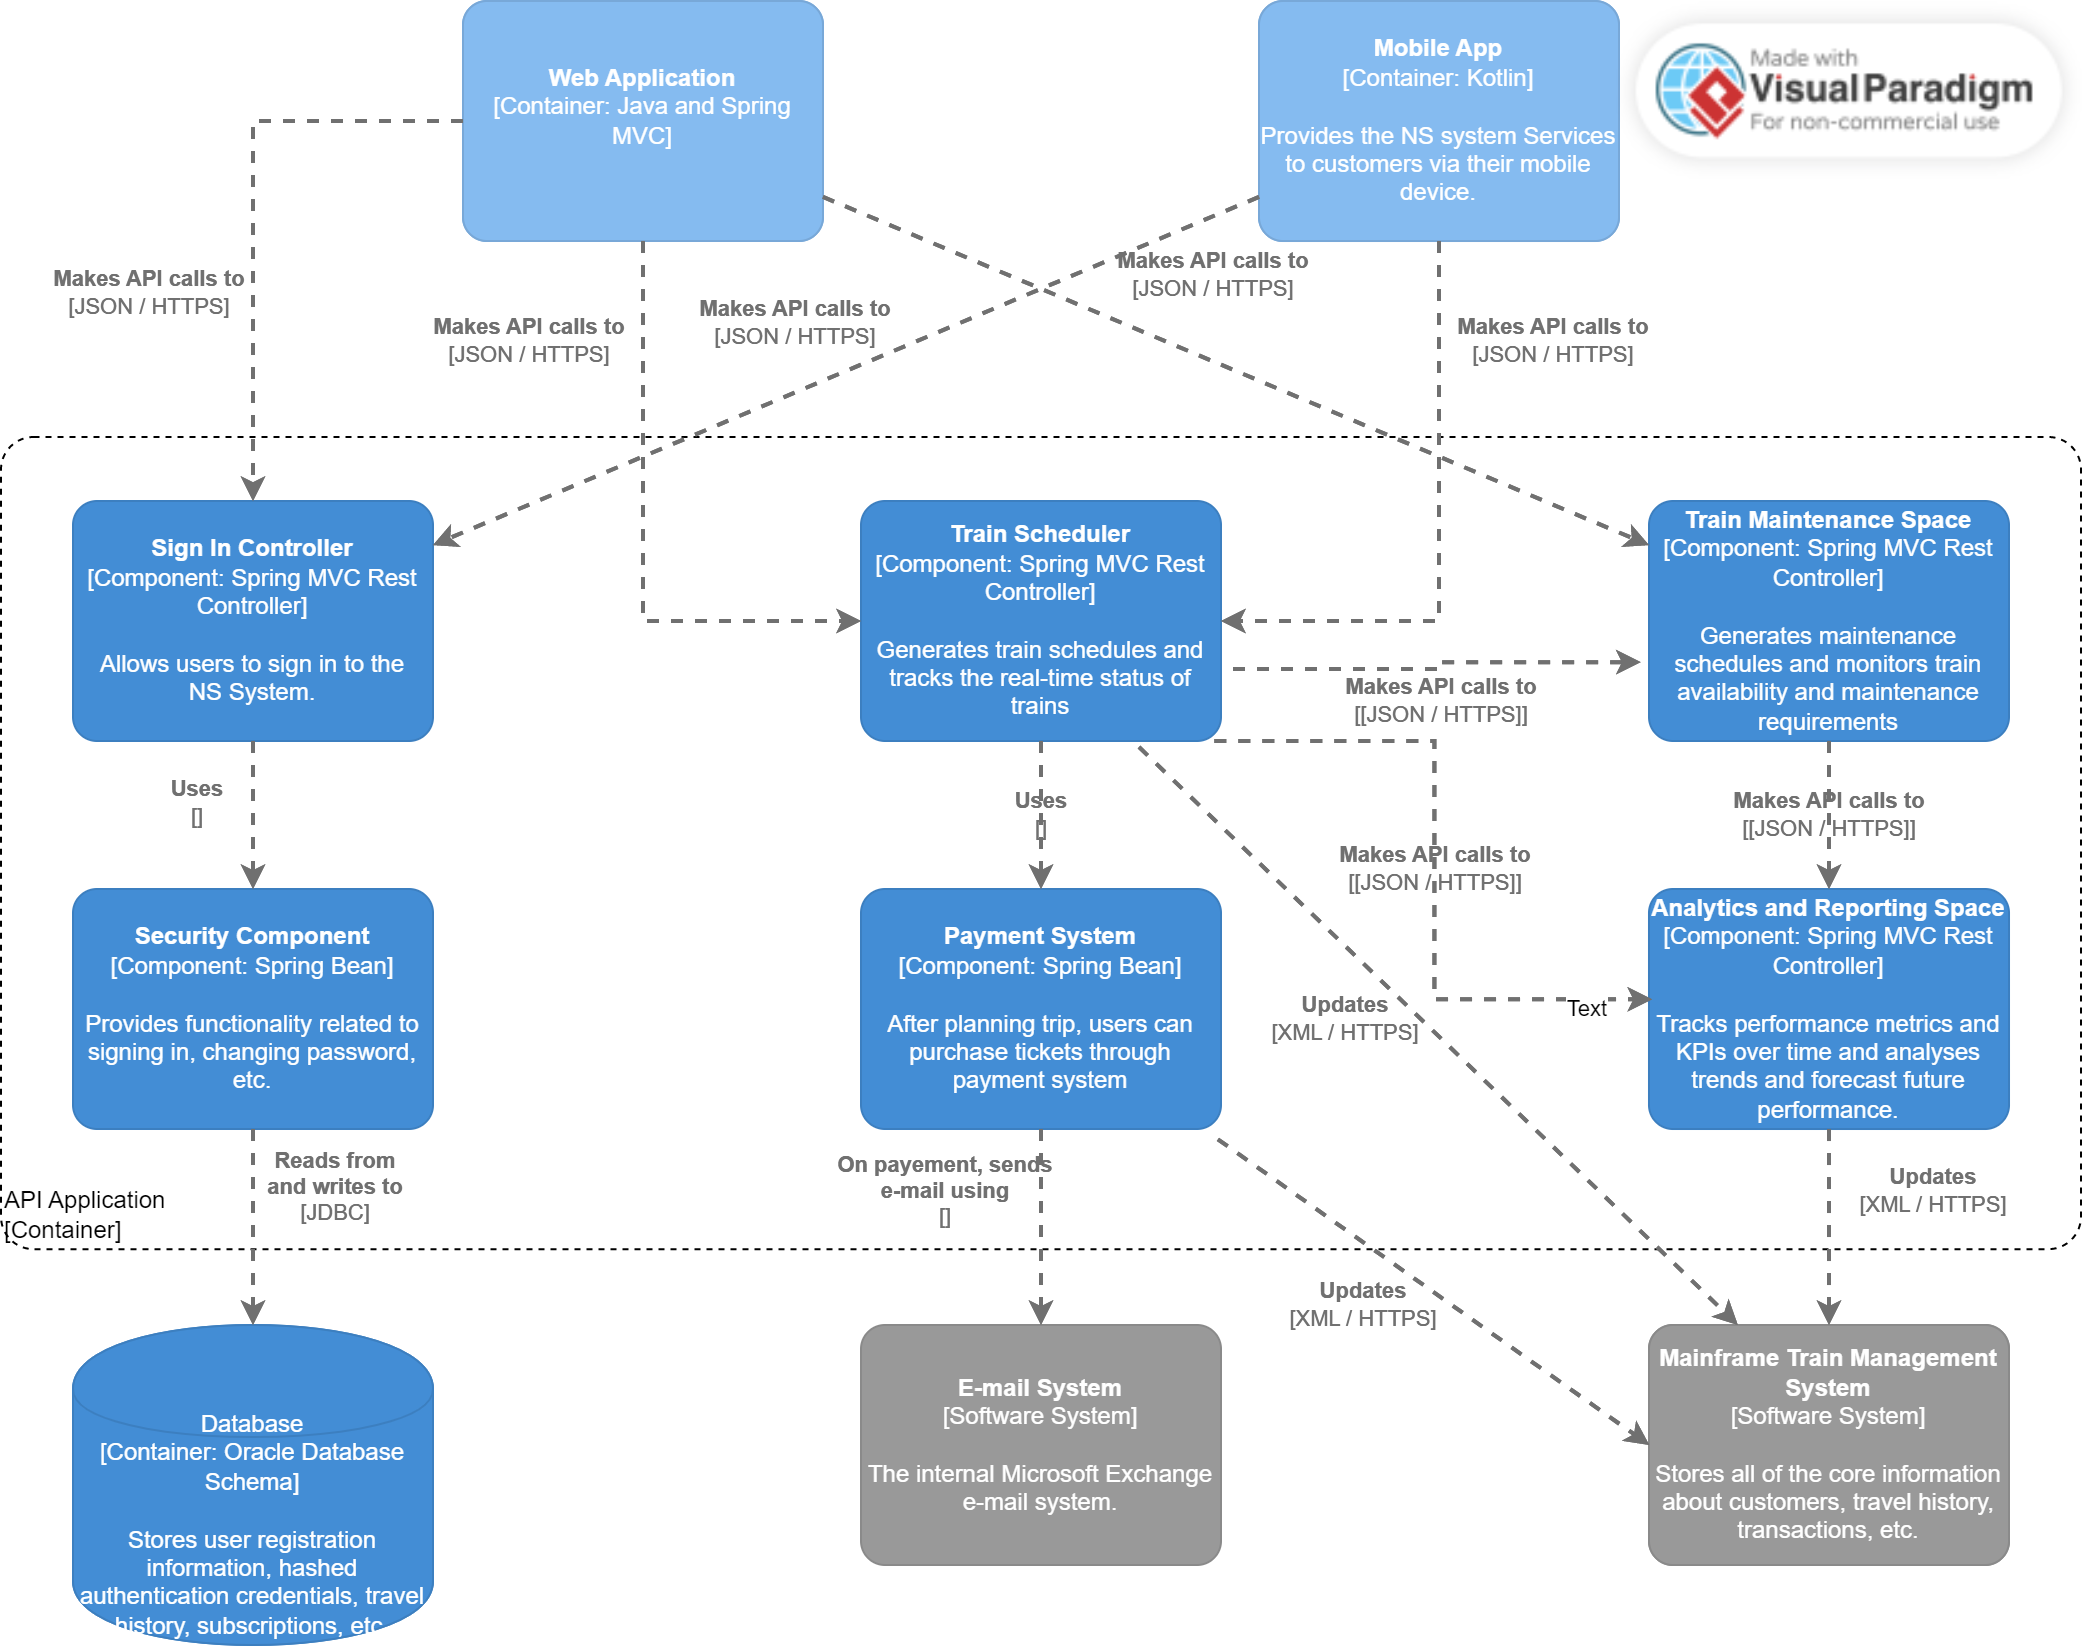 Web Application
[Container: Java and Spring
MVC]
Mobile App
[Container: Kotlin]
Provides the NS system Services
to customers via their mobile
device.
Made with
Visual Paradigm
For non-commercial use
Makes API calls to
[JSON / HTTPS]
Makes API calls to
[JSON / HTTPS]
Makes API calls to
[JSON / HTTPS]
Makes API calls to
[JSON / HTTPS]
Makes API calls to
[JSON / HTTPS]
Sign In Controller
[Component: Spring MVC Rest
Controller]
Allows users to sign in to the
NS System.
Train Scheduler
[Component: Spring MVC Rest
Controller]
Generates train schedules and
tracks the real-time status of
trains
Train Maintenance Space
[Component: Spring MVC Rest
Controller]
Generates maintenance
schedules and monitors train
availability and maintenance
requirements
Makes API calls to
[[JSON / HTTPS]]
Uses
[]
Uses
[]
Makes API calls to
[[JSON / HTTPS]]
Makes API calls to
[[JSON / HTTPS]]
Security Component
[Component: Spring Bean]
Provides functionality related to
signing in, changing password,
etc.
Payment System
[Component: Spring Bean]
After planning trip, users can
purchase tickets through
payment system
Analytics and Reporting Space
[Component: Spring MVC Rest
Controller]
Tracks performance metrics and
KPIs over time and analyses
trends and forecast future
performance.
Text
Updates
[XML / HTTPS]
Reads from
and writes to
[JDBC]
On payement, sends
e-mail using
[]
Updates
[XML / HTTPS]
API Application
[Container]
Updates
[XML / HTTPS]
Database
[Container: Oracle Database
Schema]
Stores user registration
information, hashed
authentication credentials, travel
history, subscriptions, etc
E-mail System
[Software System]
The internal Microsoft Exchange
e-mail system.
Mainframe Train Management
System
[Software System]
Stores all of the core information
about customers, travel history,
transactions, etc.